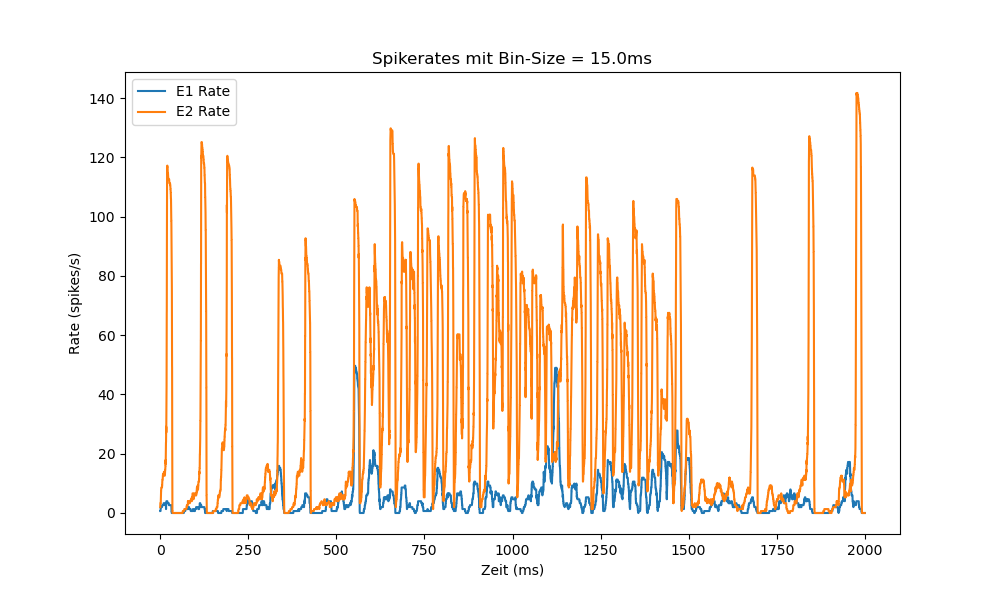 Spikerates mit Bin-Size = 15.0ms
E1 Rate
E2 Rate
Rate (spikes/s)
140
120
100
80
60
40
20
0
0 250 500 750 1000 1250 1500 1750 2000
Zeit (ms)